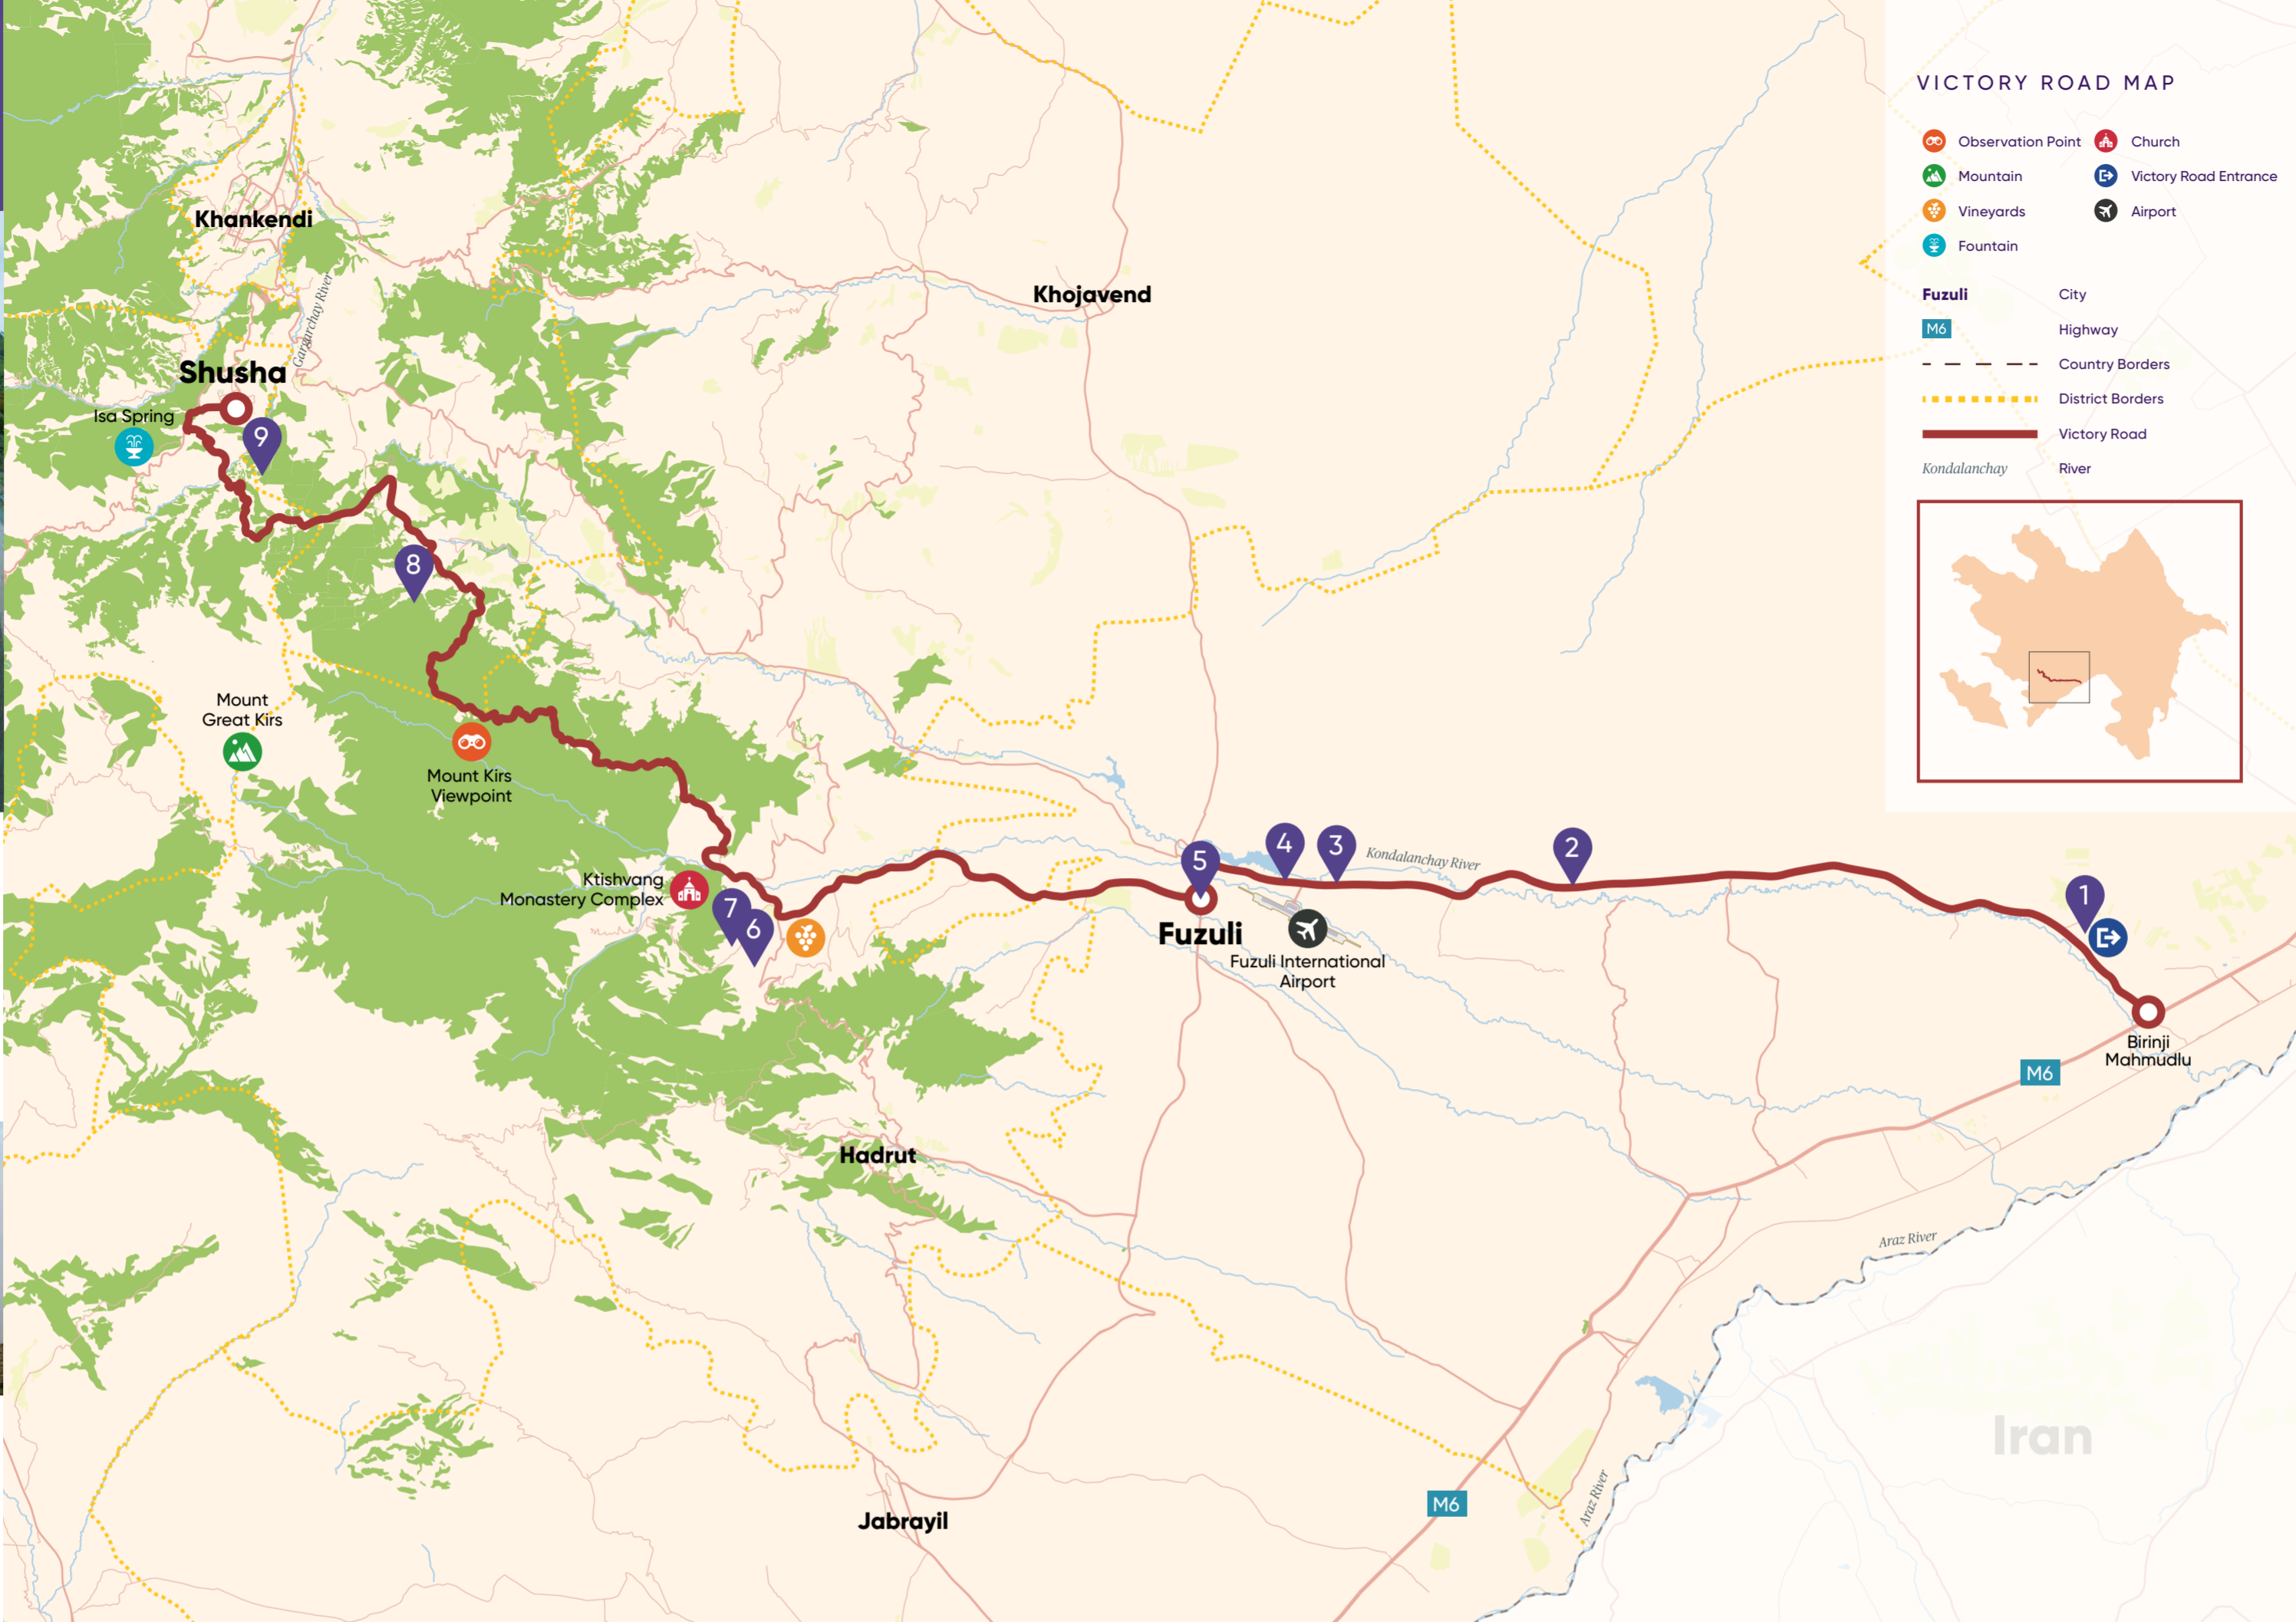 VICTORY ROAD MAP
Observation Point
Church
Mountain
Victory Road Entrance
Vineyards
Airport
Fountain
Fuzuli
City
M6
Highway
Country Borders
District Borders
Victory Road
Kondalanchay
River
Khankendi
Gargarchay River
Khojavend
Shusha
Isa Spring
9
8
Mount
Great Kirs
Mount Kirs
Viewpoint
Ktishvang
Monastery Complex
7
6
5
4
3
Kondalanchay River
2
1
Fuzuli
Fuzuli International
Airport
Birinji
Mahmudlu
M6
Hadrut
Araz River
Iran
Jabrayil
M6
Araz River